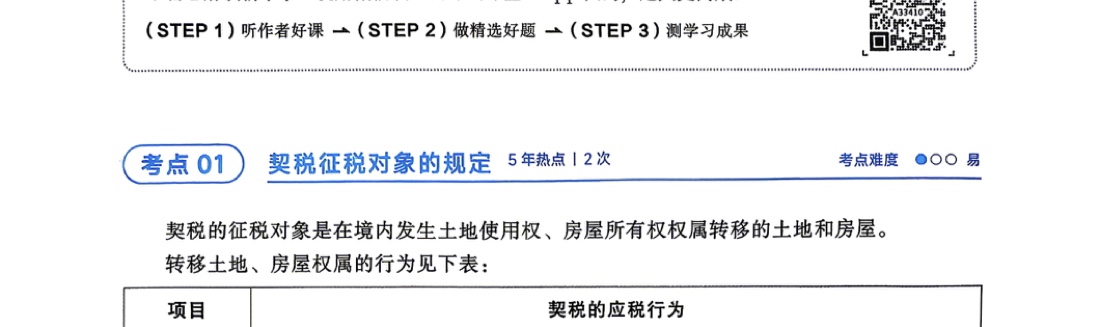 （STEP 1）听作者好课 ⇀（STEP 2）做精选好题 ⇀（STEP 3）测学习成果
A33410
考点 01 契税征税对象的规定 5 年热点 | 2 次 考点难度 ●○○ 易
契税的征税对象是在境内发生土地使用权、房屋所有权权属转移的土地和房屋。
转移土地、房屋权属的行为见下表：
项目 契税的应税行为